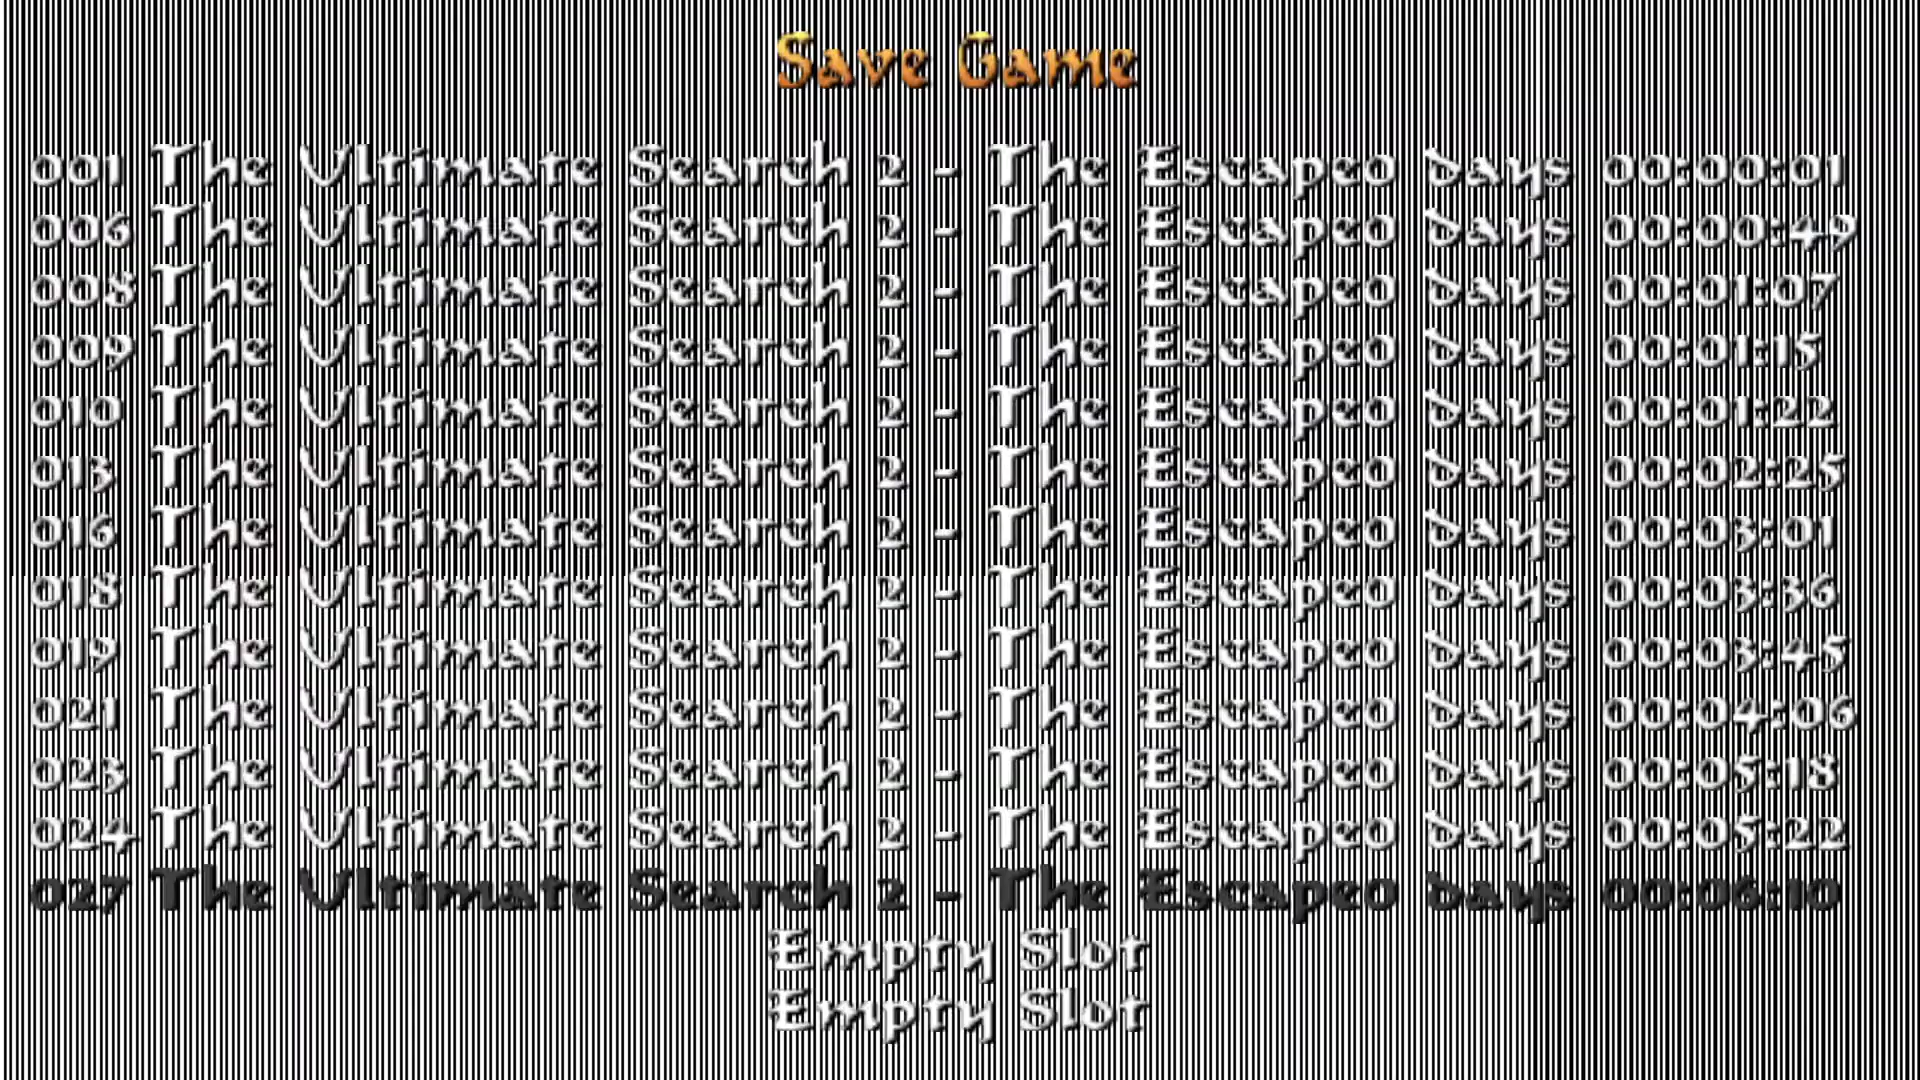 Save Game
001 The Ultimate Search 2 - The Escaped Days 00:00:01
006 The Ultimate Search 2 - The Escaped Days 00:00:49
008 The Ultimate Search 2 - The Escaped Days 00:01:07
009 The Ultimate Search 2 - The Escaped Days 00:01:15
010 The Ultimate Search 2 - The Escaped Days 00:01:22
013 The Ultimate Search 2 - The Escaped Days 00:02:25
016 The Ultimate Search 2 - The Escaped Days 00:03:01
018 The Ultimate Search 2 - The Escaped Days 00:03:36
019 The Ultimate Search 2 - The Escaped Days 00:03:45
021 The Ultimate Search 2 - The Escaped Days 00:04:06
023 The Ultimate Search 2 - The Escaped Days 00:05:18
024 The Ultimate Search 2 - The Escaped Days 00:05:22
027 The Ultimate Search 2 - The Escaped Days 00:06:10
Empty Slot
Empty Slot